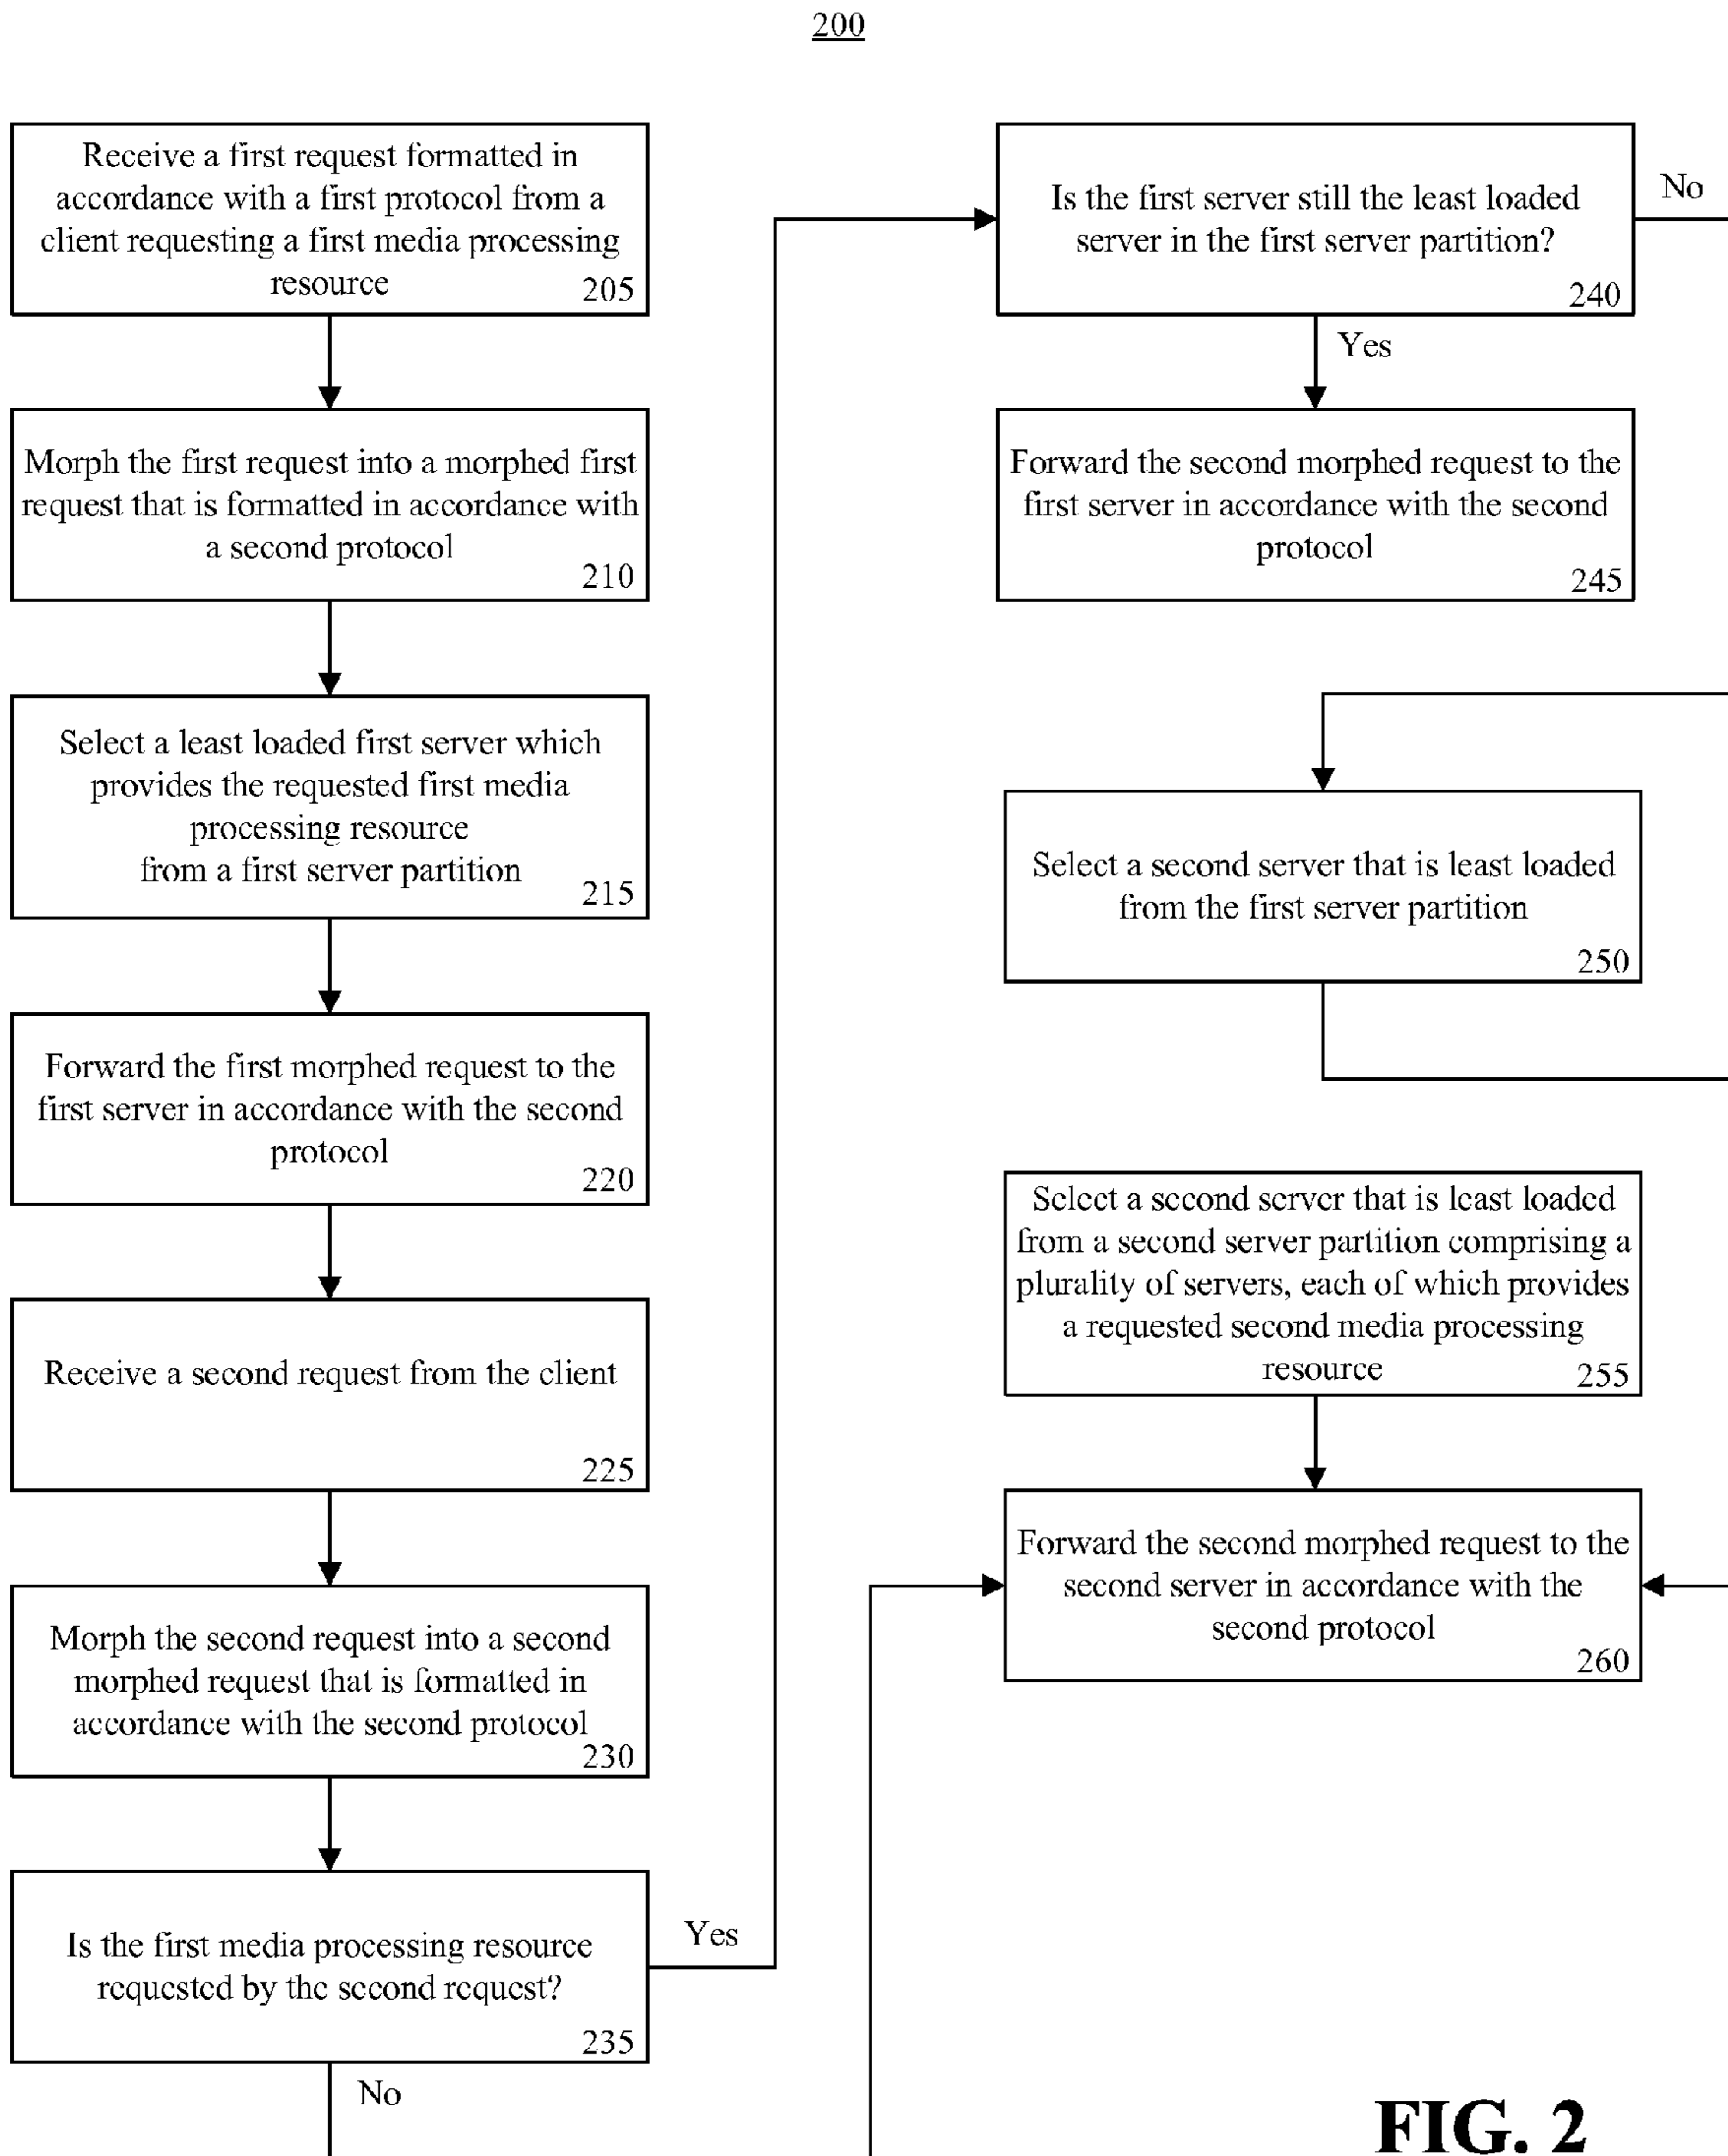 200
Receive a first request formatted in
accordance with a first protocol from a
client requesting a first media processing
resource
205
Morph the first request into a morphed first
request that is formatted in accordance with
a second protocol
210
Select a least loaded first server which
provides the requested first media
processing resource
from a first server partition
215
Forward the first morphed request to the
first server in accordance with the second
protocol
220
Receive a second request from the client
225
Morph the second request into a second
morphed request that is formatted in
accordance with the second protocol
230
Is the first media processing resource
requested by the second request?
235
Yes
No
Is the first server still the least loaded
server in the first server partition?
240
No
Yes
Forward the second morphed request to the
first server in accordance with the second
protocol
245
Select a second server that is least loaded
from the first server partition
250
Select a second server that is least loaded
from a second server partition comprising a
plurality of servers, each of which provides
a requested second media processing
resource
255
Forward the second morphed request to the
second server in accordance with the
second protocol
260
FIG. 2